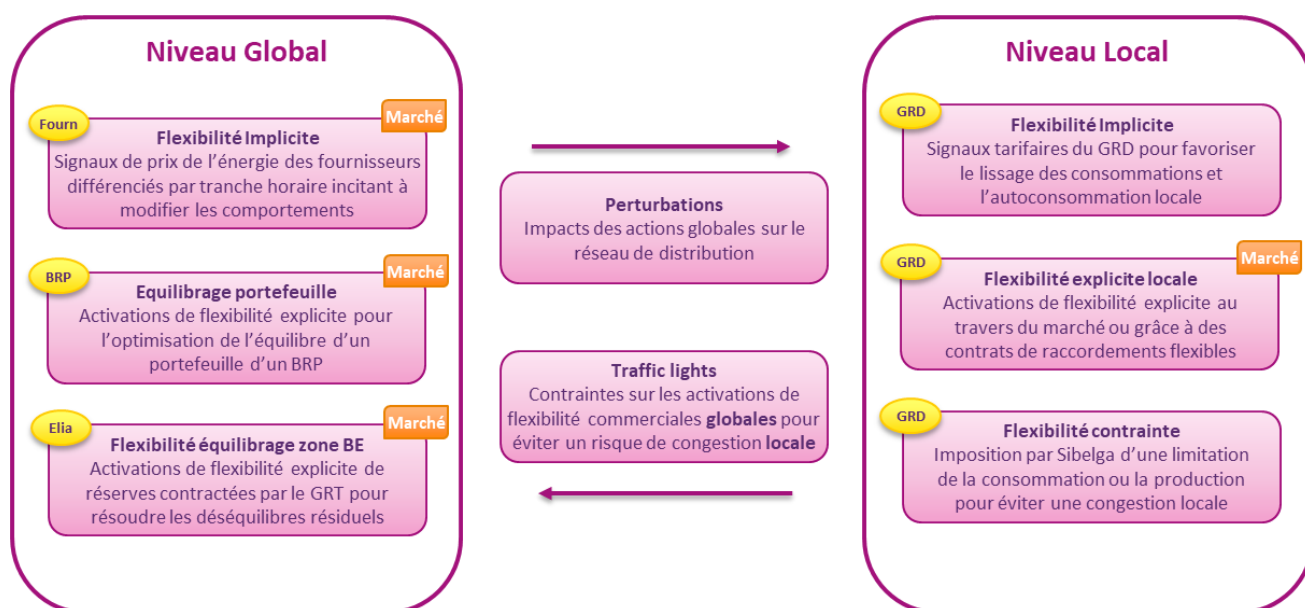 Niveau Global
Fourn
Marché
Flexibilité Implicite
Signaux de prix de l'énergie des fournisseurs
différenciés par tranche horaire incitant à
modifier les comportements
BRP
Marché
Equilibrage portefeuille
Activations de flexibilité explicite pour
l'optimisation de l'équilibre d'un
portefeuille d'un BRP
Elia
Marché
Flexibilité équilibrage zone BE
Activations de flexibilité explicite de
réserves contractées par le GRT pour
résoudre les déséquilibres résiduels
Perturbations
Impacts des actions globales sur le
réseau de distribution
Traffic lights
Contraintes sur les activations de
flexibilité commerciales globales pour
éviter un risque de congestion locale
Niveau Local
GRD
Flexibilité Implicite
Signaux tarifaires du GRD pour favoriser
le lissage des consommations et
l'autoconsommation locale
GRD
Marché
Flexibilité explicite locale
Activations de flexibilité explicite au
travers du marché ou grâce à des
contrats de raccordements flexibles
GRD
Flexibilité contrainte
Imposition par Sibelga d'une limitation
de la consommation ou la production
pour éviter une congestion locale